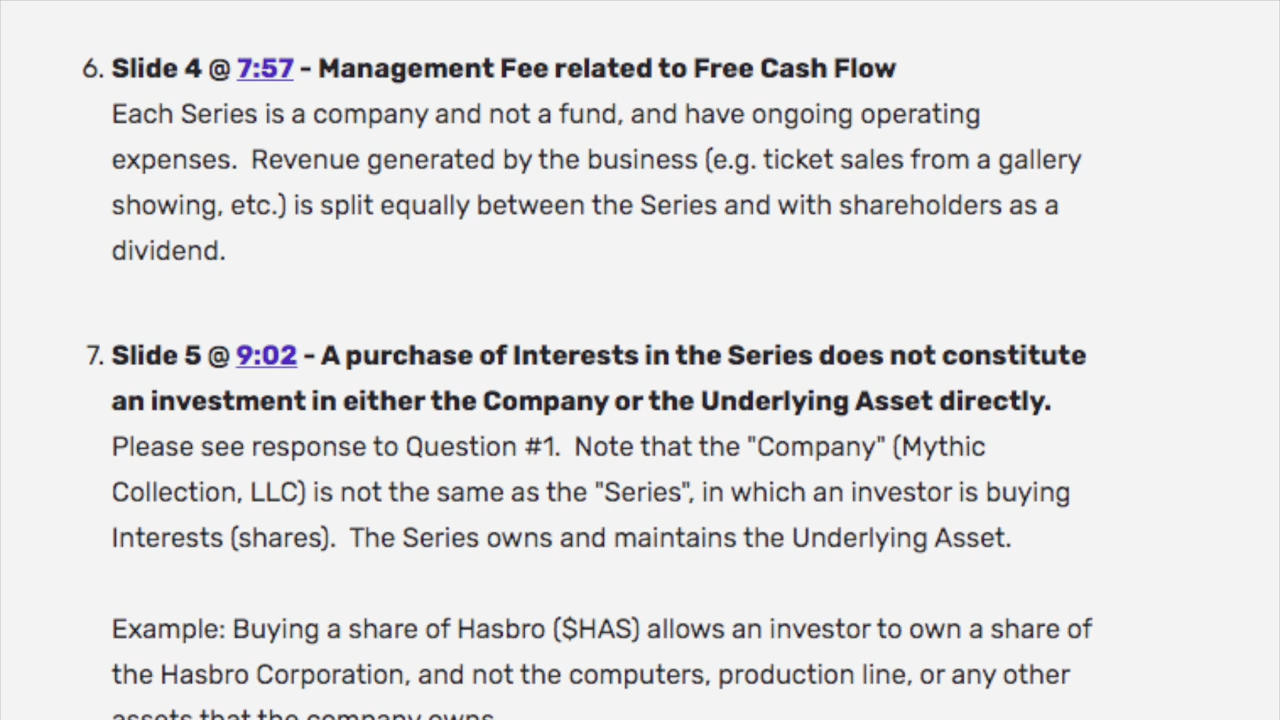 6. Slide 4 @ 7:57 - Management Fee related to Free Cash Flow
Each Series is a company and not a fund, and have ongoing operating
expenses.  Revenue generated by the business (e.g. ticket sales from a gallery
showing, etc.) is split equally between the Series and with shareholders as a
dividend.
7. Slide 5 @ 9:02 - A purchase of Interests in the Series does not constitute
an investment in either the Company or the Underlying Asset directly.
Please see response to Question #1.  Note that the "Company" (Mythic
Collection, LLC) is not the same as the "Series", in which an investor is buying
Interests (shares).  The Series owns and maintains the Underlying Asset.
Example: Buying a share of Hasbro ($HAS) allows an investor to own a share of
the Hasbro Corporation, and not the computers, production line, or any other
assets that the company owns.